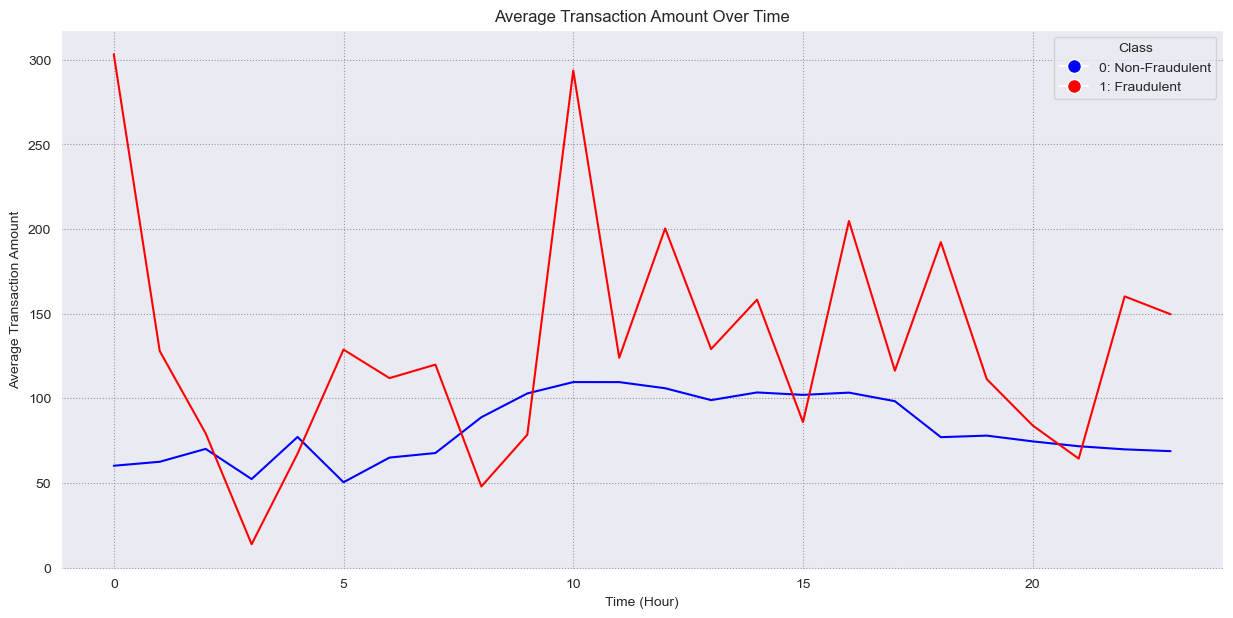 Average Transaction Amount Over Time
Class
0: Non-Fraudulent
1: Fraudulent
Average Transaction Amount
300
250
200
150
100
50
0
0 5 10 15 20
Time (Hour)